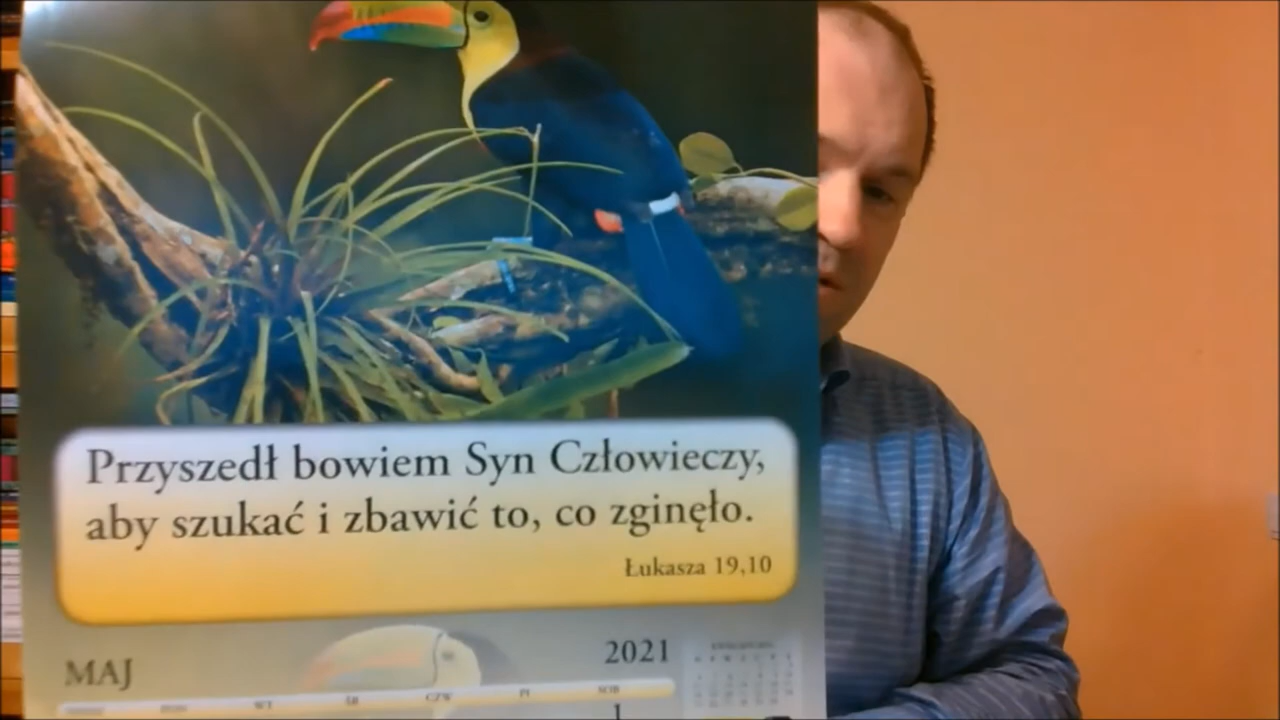 Przyszedł bowiem Syn Człowieczy,
aby szukać i zbawić to, co zginęło.
Łukasza 19,10
MAJ 2021
WT ŚR CZW PI SOB
1